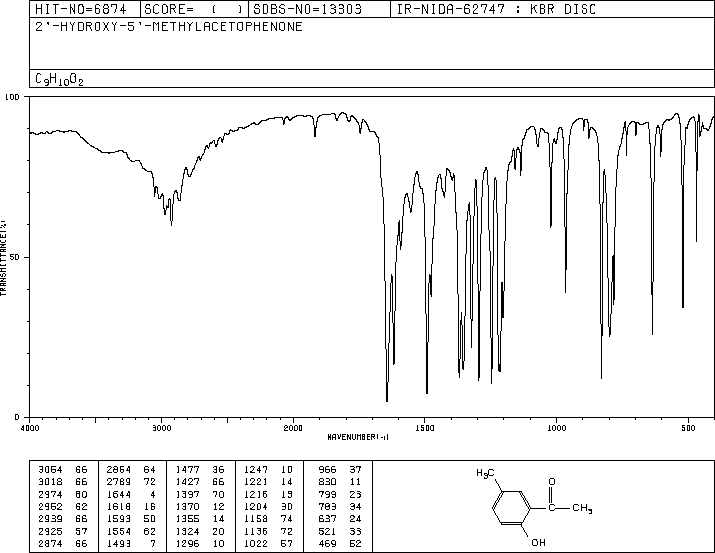 HIT-NO=6874 SCORE= ( ) SDBS-NO=13303 IR-NIDA-62747 : KBR DISC
2'-HYDROXY-5'-METHYLACETOPHENONE
C9H10O2
100
50
0
TRANSMITTANCE(%)
4000 3000 2000 1500 1000 500
WAVENUMBER(-1)
3054 66 2864 64 1477 36 1247 10 966 37
3018 66 2789 72 1427 66 1221 14 830 11
2974 60 1644 4 1397 70 1216 13 799 25
2952 62 1618 16 1370 12 1204 30 783 34
2939 66 1593 50 1355 14 1158 74 637 24
2925 57 1554 62 1324 20 1136 72 521 33
2874 66 1493 7 1296 10 1022 57 469 52
H3C
O
C
CH3
OH